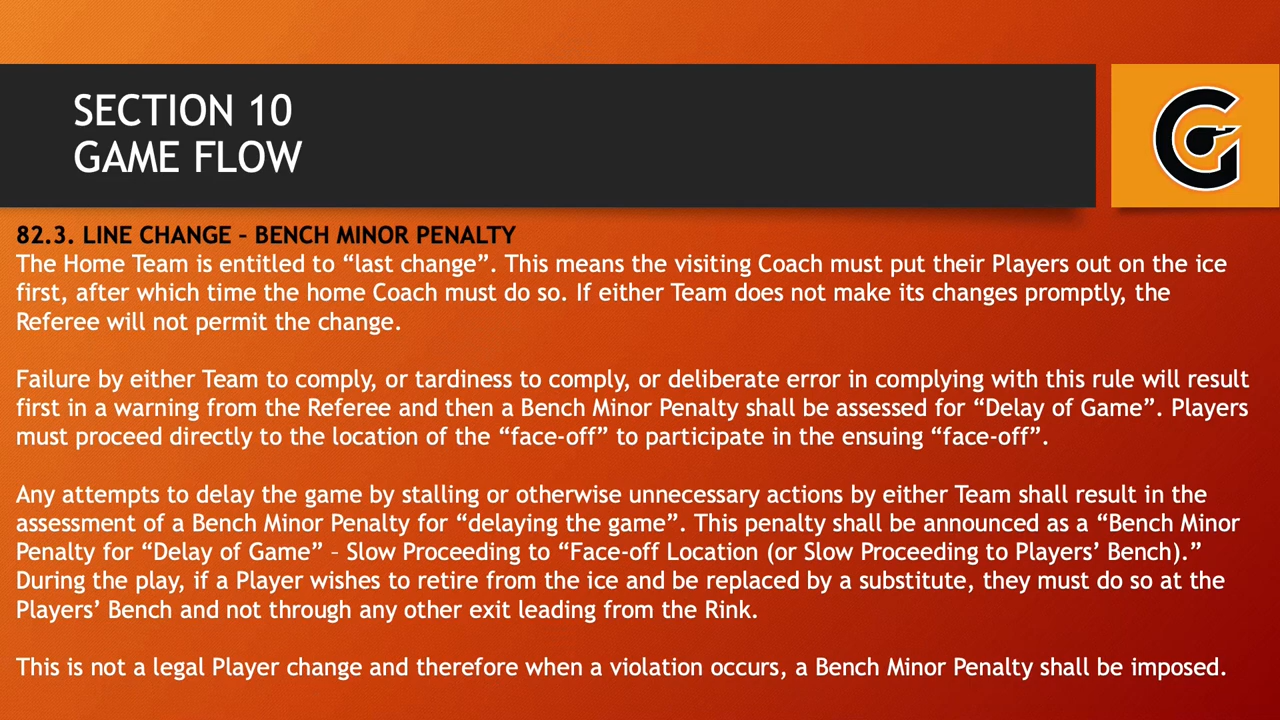 SECTION 10
GAME FLOW
82.3. LINE CHANGE – BENCH MINOR PENALTY
The Home Team is entitled to “last change”. This means the visiting Coach must put their Players out on the ice
first, after which time the home Coach must do so. If either Team does not make its changes promptly, the
Referee will not permit the change.
Failure by either Team to comply, or tardiness to comply, or deliberate error in complying with this rule will result
first in a warning from the Referee and then a Bench Minor Penalty shall be assessed for “Delay of Game”. Players
must proceed directly to the location of the “face-off” to participate in the ensuing “face-off”.
Any attempts to delay the game by stalling or otherwise unnecessary actions by either Team shall result in the
assessment of a Bench Minor Penalty for “delaying the game”. This penalty shall be announced as a “Bench Minor
Penalty for “Delay of Game” – Slow Proceeding to “Face-off Location (or Slow Proceeding to Players’ Bench).”
During the play, if a Player wishes to retire from the ice and be replaced by a substitute, they must do so at the
Players’ Bench and not through any other exit leading from the Rink.
This is not a legal Player change and therefore when a violation occurs, a Bench Minor Penalty shall be imposed.